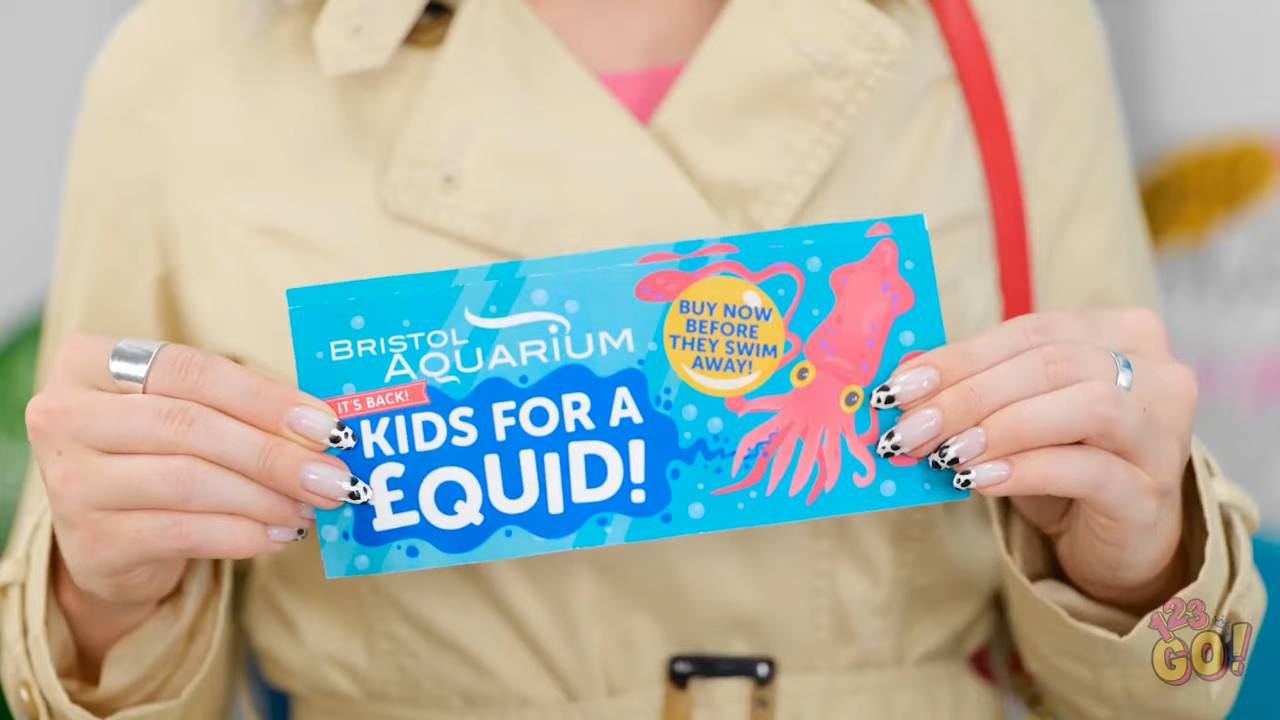 BRISTOL
AQUARIUM
IT'S BACK!
KIDS FOR A
£QUID!
BUY NOW
BEFORE
THEY SWIM
AWAY!
123
GO!